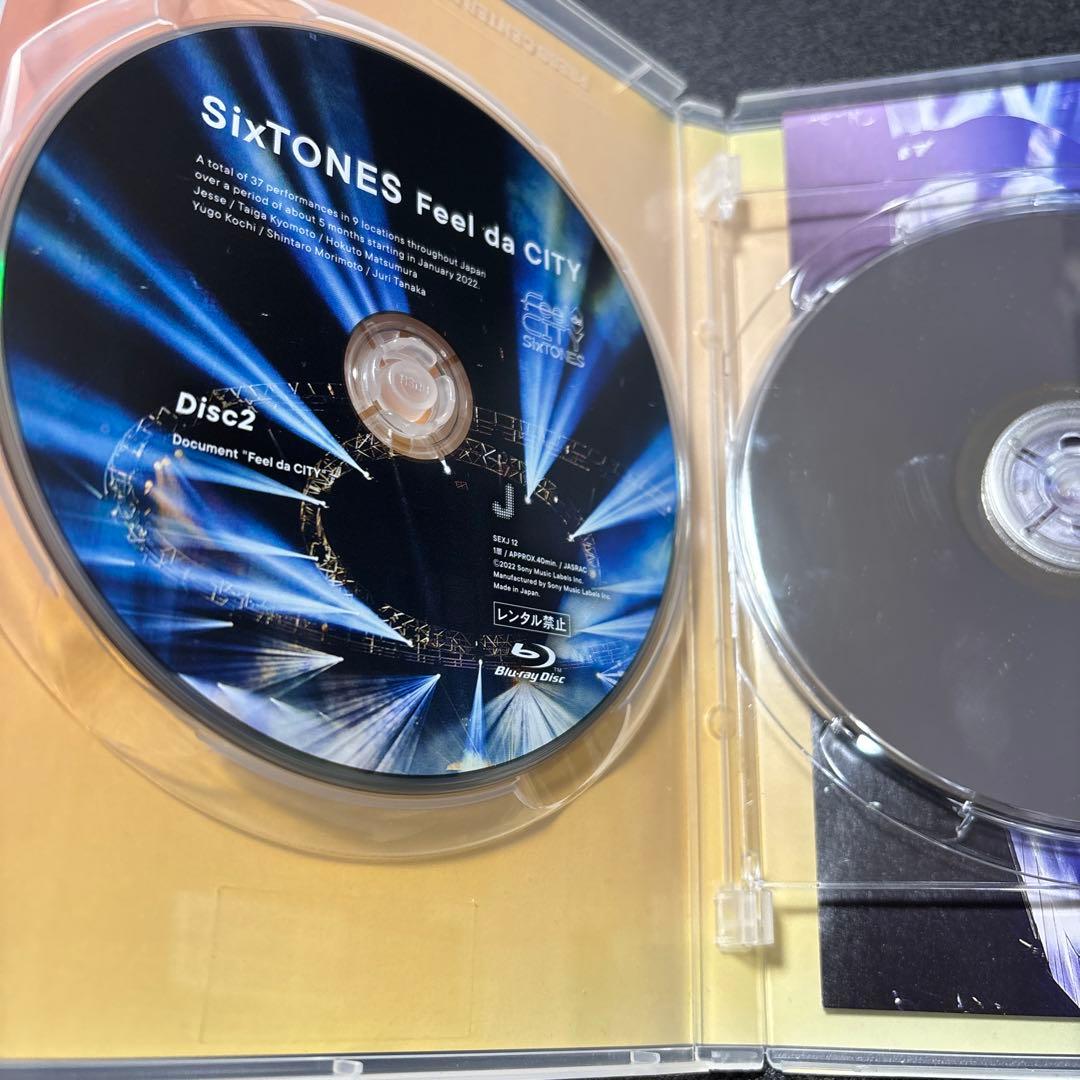 SixTONES Feel da CITY
A total of 37 performances in 9 locations throughout Japan
over a period of about 5 months starting in January 2022.
Jesse / Taiga Kyomoto / Hokuto Matsumura
Yugo Kochi / Shintaro Morimoto / Juri Tanaka
Feel da
CITY
SixTONES
Disc2
Document "Feel da CITY"
J
SEXJ 12
1層 / APPROX.40min. / JASRAC
©2022 Sony Music Labels Inc.
Manufactured by Sony Music Labels Inc.
Made in Japan.
レンタル禁止
Blu-ray Disc
TM